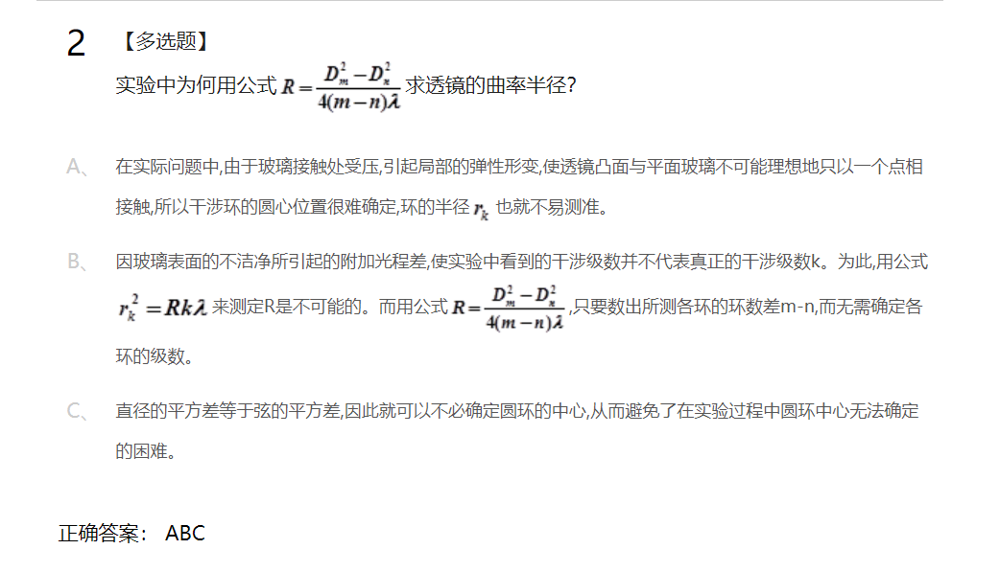 2 【多选题】
实验中为何用公式 R = \frac{D_m^2 - D_n^2}{4(m-n)λ} 求透镜的曲率半径?
A、 在实际问题中,由于玻璃接触处受压,引起局部的弹性形变,使透镜凸面与平面玻璃不可能理想地只以一个点相
接触,所以干涉环的圆心位置很难确定,环的半径 r_k 也就不易测准。
B、 因玻璃表面的不洁净所引起的附加光程差,使实验中看到的干涉级数并不代表真正的干涉级数k。为此,用公式
r_k^2 = Rkλ 来测定R是不可能的。而用公式 R = \frac{D_m^2 - D_n^2}{4(m-n)λ} ,只要数出所测各环的环数差m-n,而无需确定各
环的级数。
C、 直径的平方差等于弦的平方差,因此就可以不必确定圆环的中心,从而避免了在实验过程中圆环中心无法确定
的困难。
正确答案： ABC